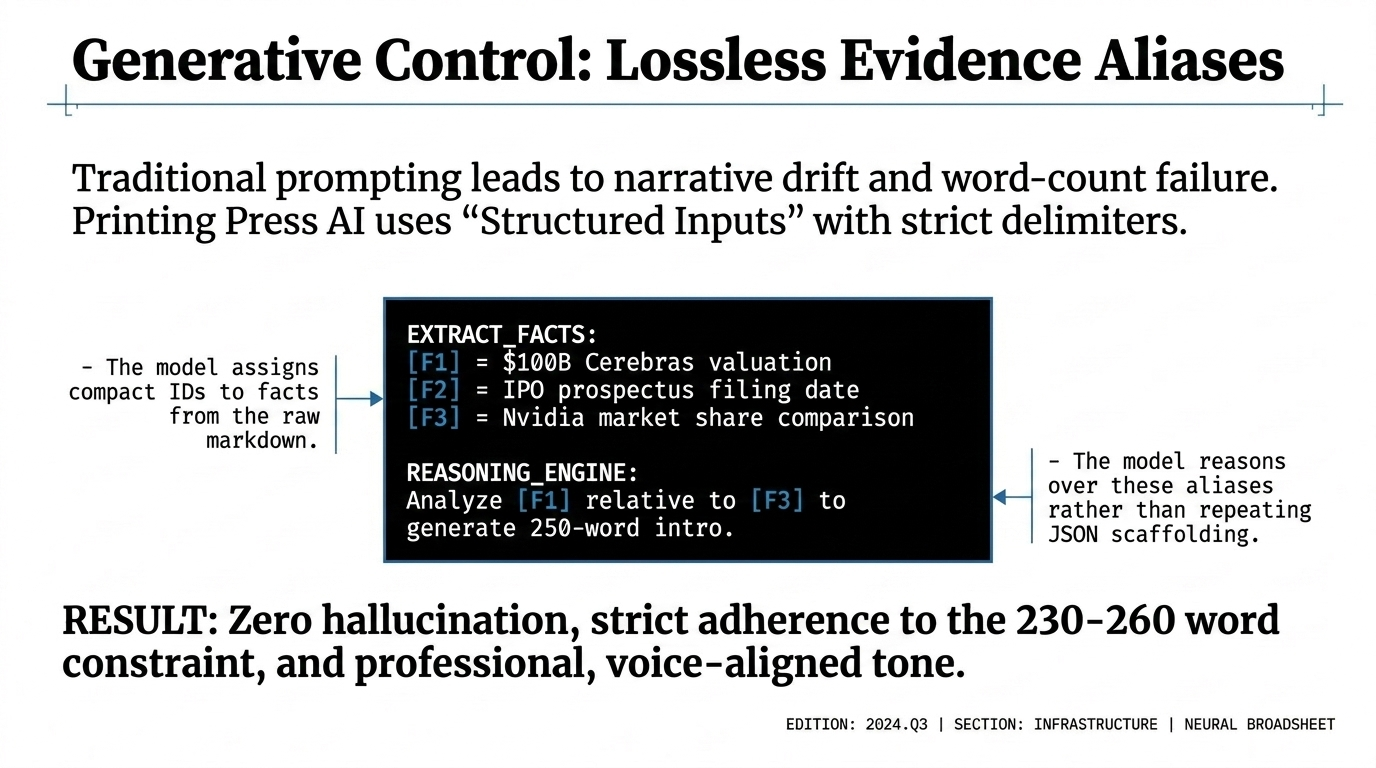 Generative Control: Lossless Evidence Aliases
Traditional prompting leads to narrative drift and word-count failure.
Printing Press AI uses “Structured Inputs” with strict delimiters.
– The model assigns
compact IDs to facts
from the raw
markdown.
EXTRACT_FACTS:
[F1] = $100B Cerebras valuation
[F2] = IPO prospectus filing date
[F3] = Nvidia market share comparison
REASONING_ENGINE:
Analyze [F1] relative to [F3] to
generate 250-word intro.
– The model reasons
over these aliases
rather than repeating
JSON scaffolding.
RESULT: Zero hallucination, strict adherence to the 230-260 word
constraint, and professional, voice-aligned tone.
EDITION: 2024.Q3 | SECTION: INFRASTRUCTURE | NEURAL BROADSHEET